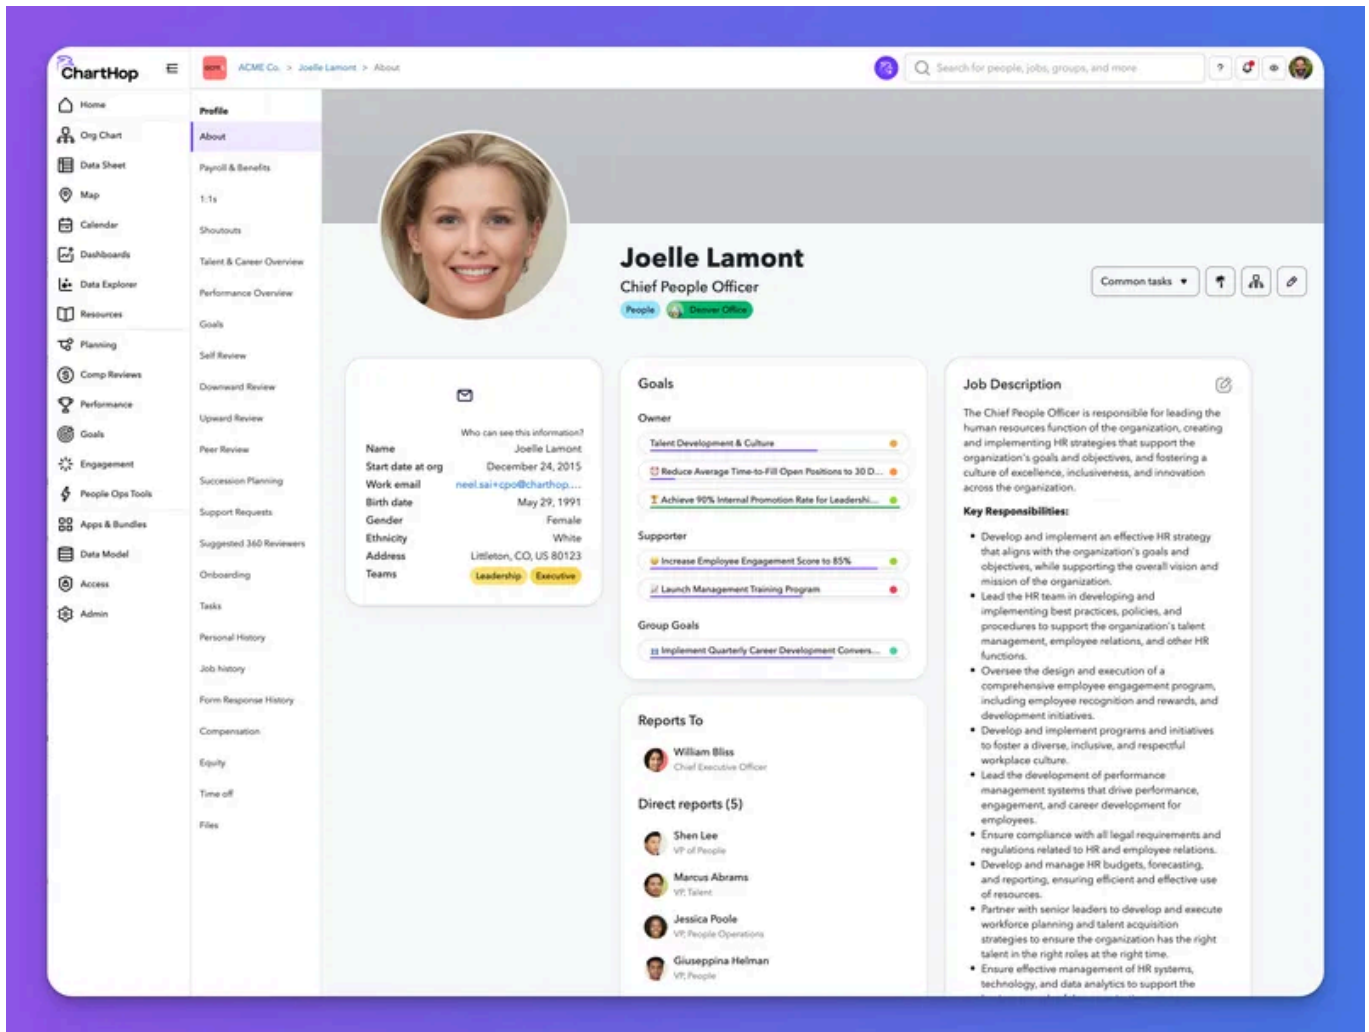 ChartHop
ACME Co. > Joelle Lamont > About
Search for people, jobs, groups, and more
?
Home
Org Chart
Data Sheet
Map
Calendar
Dashboards
Data Explorer
Resources
Planning
Comp Reviews
Performance
Goals
Engagement
People Ops Tools
Apps & Bundles
Data Model
Access
Admin
Profile
About
Payroll & Benefits
1:1s
Shoutouts
Talent & Career Overview
Performance Overview
Goals
Self Review
Downward Review
Upward Review
Peer Review
Succession Planning
Support Requests
Suggested 360 Reviewers
Onboarding
Tasks
Personal History
Job history
Form Response History
Compensation
Equity
Time off
Files
Joelle Lamont
Chief People Officer
People Denver Office
Common tasks
Who can see this information?
Name Joelle Lamont
Start date at org December 24, 2015
Work email neel.sai+cpo@charthop....
Birth date May 29, 1991
Gender Female
Ethnicity White
Address Littleton, CO, US 80123
Teams Leadership Executive
Goals
Owner
Talent Development & Culture
Reduce Average Time-to-Fill Open Positions to 30 D...
Achieve 90% Internal Promotion Rate for Leadershi...
Supporter
Increase Employee Engagement Score to 85%
Launch Management Training Program
Group Goals
Implement Quarterly Career Development Convers...
Reports To
William Bliss
Chief Executive Officer
Direct reports (5)
Shen Lee
VP of People
Marcus Abrams
VP, Talent
Jessica Poole
VP, People Operations
Giuseppina Helman
VP, People
Job Description
The Chief People Officer is responsible for leading the
human resources function of the organization, creating
and implementing HR strategies that support the
organization's goals and objectives, and fostering a
culture of excellence, inclusiveness, and innovation
across the organization.
Key Responsibilities:
• Develop and implement an effective HR strategy
that aligns with the organization's goals and
objectives, while supporting the overall vision and
mission of the organization.
• Lead the HR team in developing and
implementing best practices, policies, and
procedures to support the organization's talent
management, employee relations, and other HR
functions.
• Oversee the design and execution of a
comprehensive employee engagement program,
including employee recognition and rewards, and
development initiatives.
• Develop and implement programs and initiatives
to foster a diverse, inclusive, and respectful
workplace culture.
• Lead the development of performance
management systems that drive performance,
engagement, and career development for
employees.
• Ensure compliance with all legal requirements and
regulations related to HR and employee relations.
• Develop and manage HR budgets, forecasting,
and reporting, ensuring efficient and effective use
of resources.
• Partner with senior leaders to develop and execute
workforce planning and talent acquisition
strategies to ensure the organization has the right
talent in the right roles at the right time.
• Ensure effective management of HR systems,
technology, and data analytics to support the